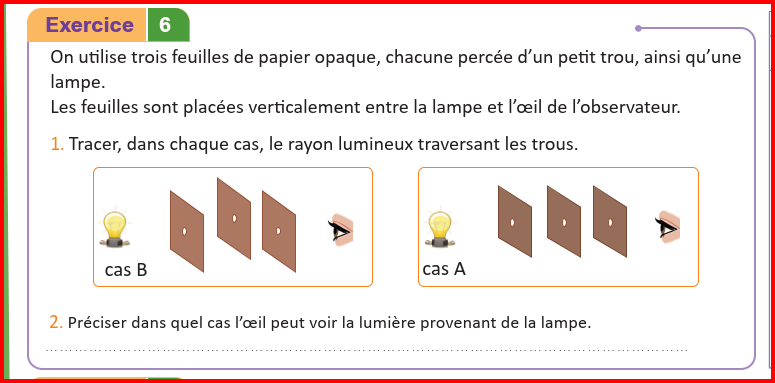 Exercice 6
On utilise trois feuilles de papier opaque, chacune percée d’un petit trou, ainsi qu’une
lampe.
Les feuilles sont placées verticalement entre la lampe et l’œil de l’observateur.
1. Tracer, dans chaque cas, le rayon lumineux traversant les trous.
cas B
cas A
2. Préciser dans quel cas l’œil peut voir la lumière provenant de la lampe.